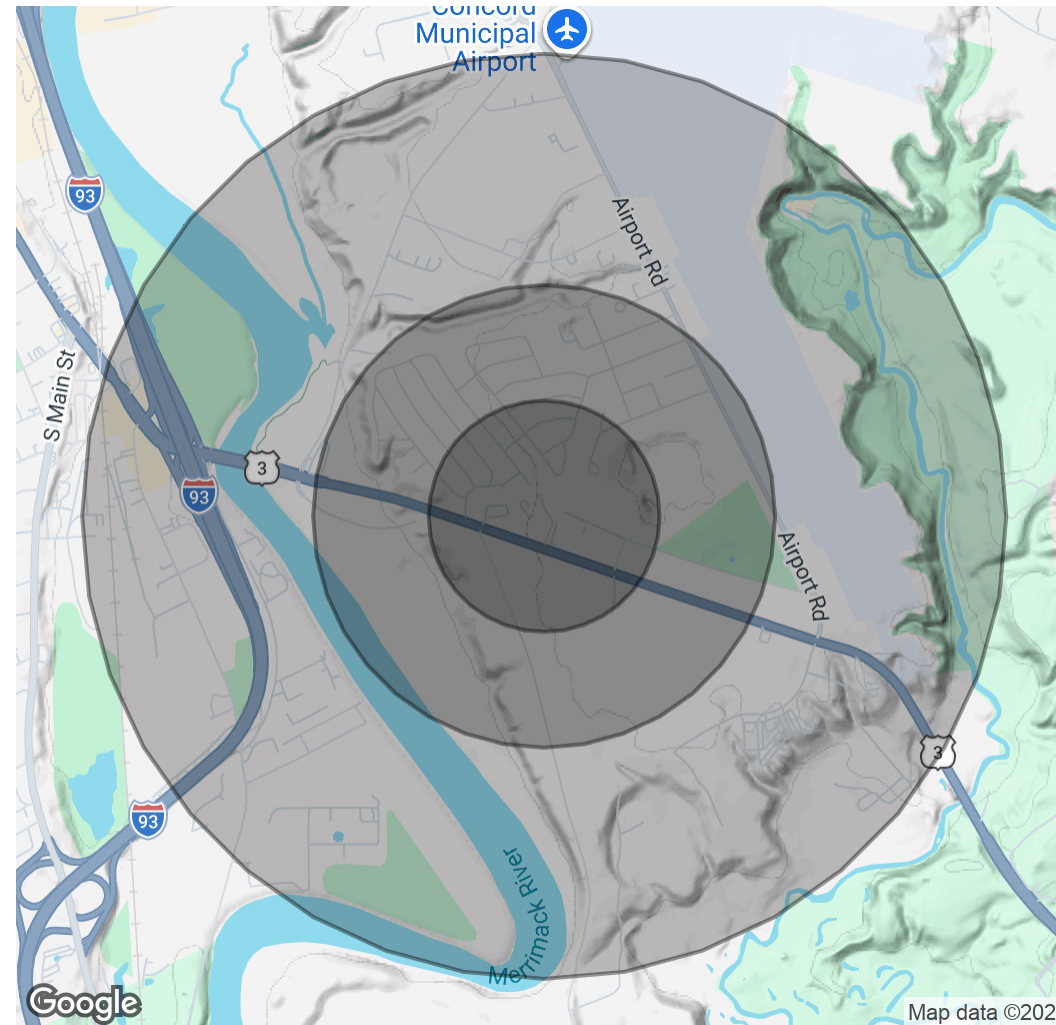 Concord
Municipal
Airport
93
Airport Rd
S Main St
3
93
Airport Rd
3
93
Merrimack River
Google
Map data ©202